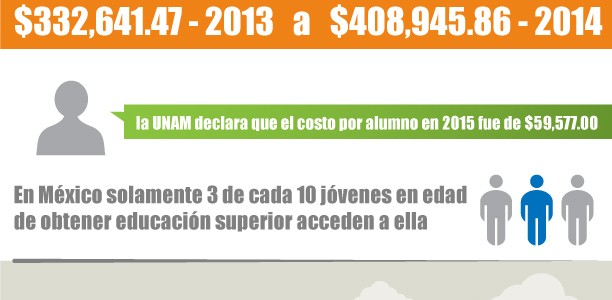 $332,641.47 - 2013 a $408,945.86 - 2014
la UNAM declara que el costo por alumno en 2015 fue de $59,577.00
En México solamente 3 de cada 10 jóvenes en edad
de obtener educación superior acceden a ella